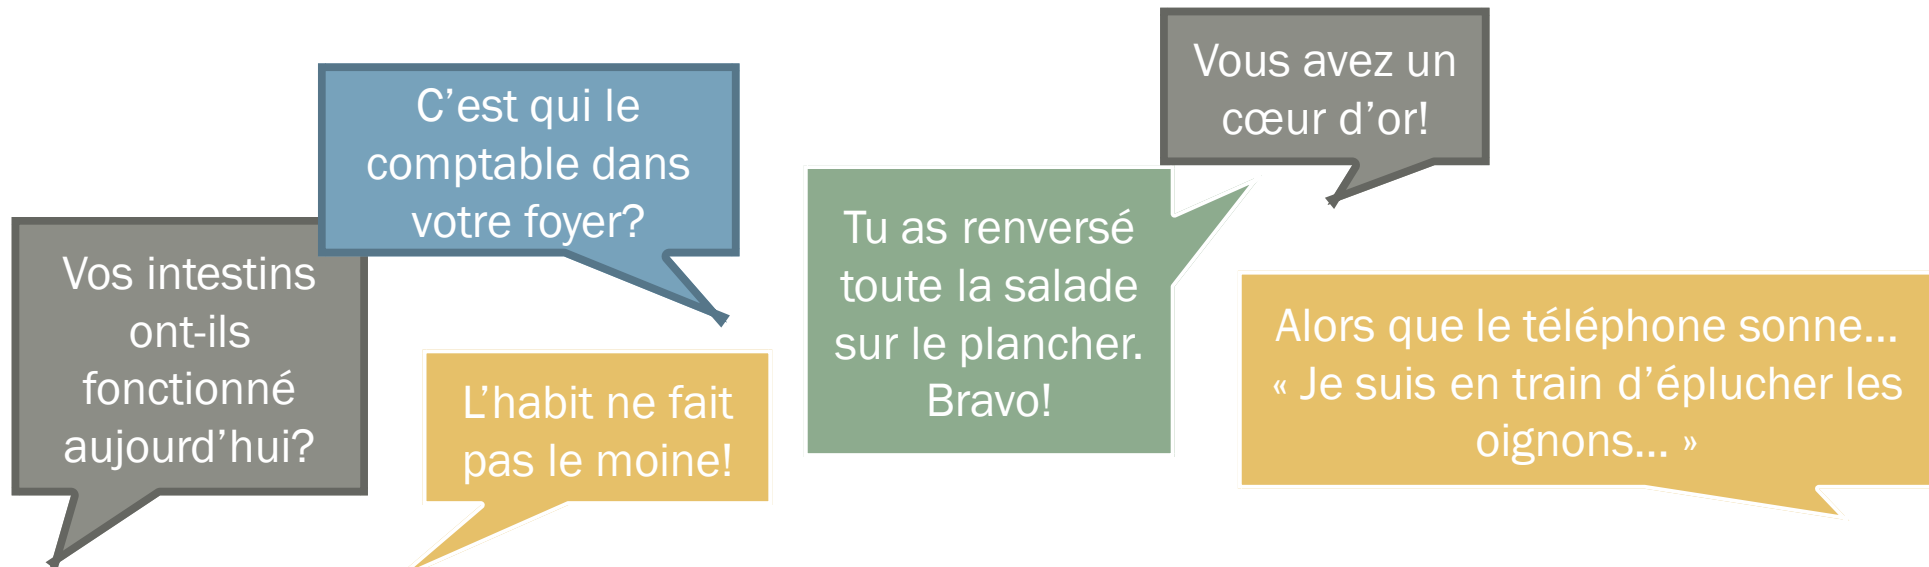 Vos intestins
ont-ils
fonctionné
aujourd’hui?
C’est qui le
comptable dans
votre foyer?
L’habit ne fait
pas le moine!
Tu as renversé
toute la salade
sur le plancher.
Bravo!
Vous avez un
cœur d’or!
Alors que le téléphone sonne...
« Je suis en train d’éplucher les
oignons... »